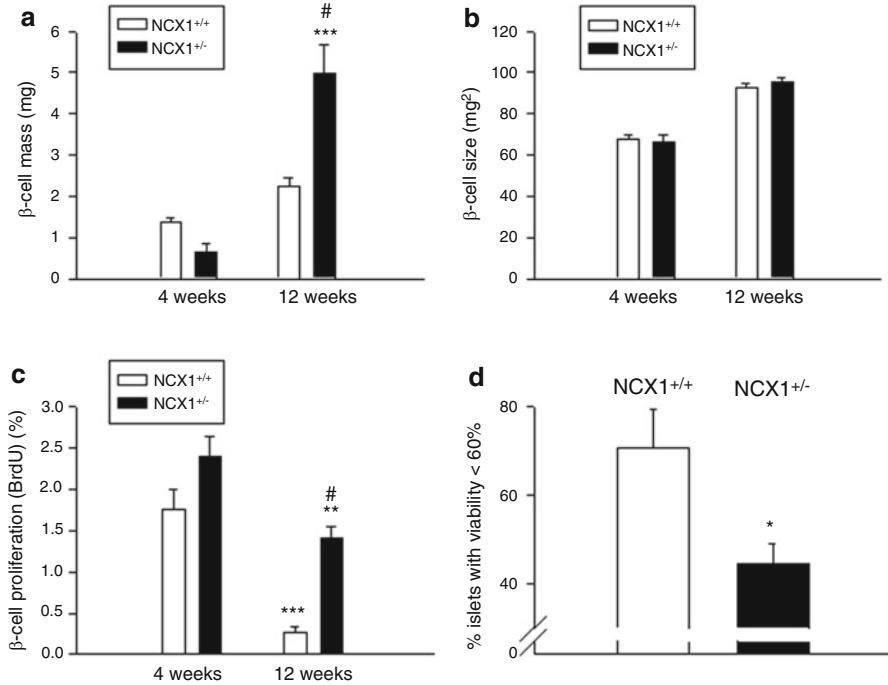 a
NCX1+/+
NCX1+/-
β-cell mass (mg)
6
5
4
3
2
1
0
#
***
4 weeks
12 weeks
b
NCX1+/+
NCX1+/-
β-cell size (mg²)
120
100
80
60
40
20
0
4 weeks
12 weeks
c
NCX1+/+
NCX1+/-
β-cell proliferation (BrdU) (%)
3.0
2.5
2.0
1.5
1.0
0.5
0.0
***
#
**
4 weeks
12 weeks
d
NCX1+/+
NCX1+/-
% islets with viability < 60%
80
60
40
0
*